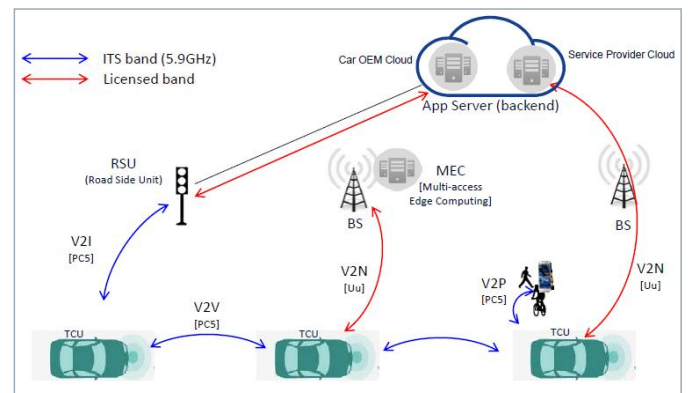 ITS band (5.9GHz)
Licensed band
Car OEM Cloud
Service Provider Cloud
App Server (backend)
RSU
(Road Side Unit)
MEC
[Multi-access
Edge Computing]
BS
BS
V2I
[PC5]
V2N
[Uu]
V2P
[PC5]
V2N
[Uu]
V2V
[PC5]
TCU
TCU
TCU